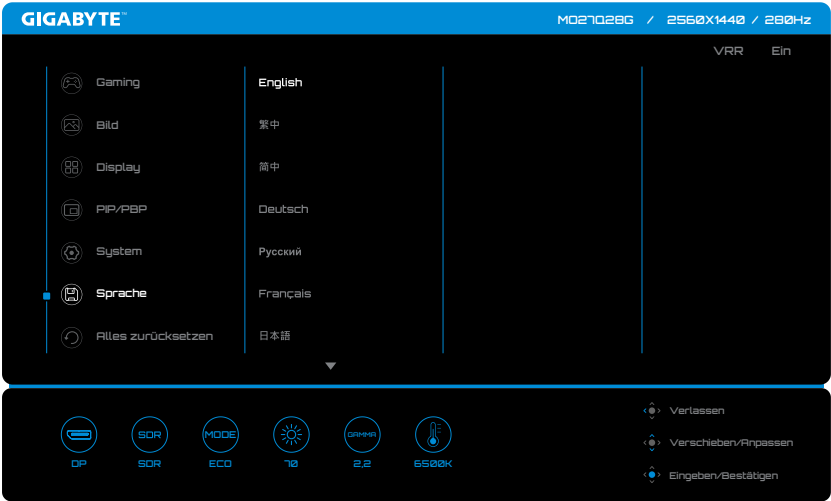 GIGABYTE™
MO27Q28G / 2560X1440 / 280Hz
VRR Ein
Gaming
Bild
Display
PIP/PBP
System
Sprache
Alles zurücksetzen
English
繁中
简中
Deutsch
Русский
Français
日本語
DP
SDR
SDR
MODE
ECO
70
GAMMA
2.2
6500K
Verlassen
Verschieben/Anpassen
Eingeben/Bestätigen